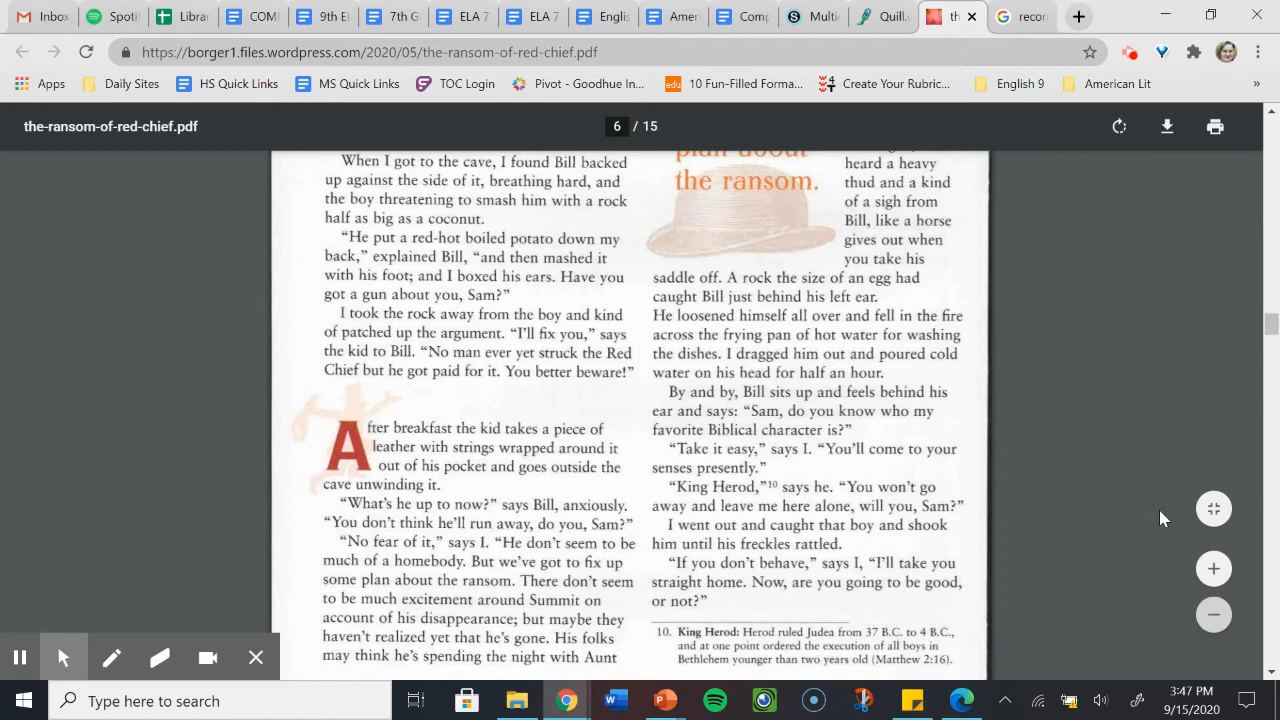 Inbox
Spoti
Librar
COMI
9th El
7th G
ELA 7
ELA 7
Englis
Amer
Comp
Multi
Quill.
th
recor
https://borger1.files.wordpress.com/2020/05/the-ransom-of-red-chief.pdf
Apps
Daily Sites
HS Quick Links
MS Quick Links
TOC Login
Pivot - Goodhue In...
edu
10 Fun-Filled Forma...
Create Your Rubric...
English 9
American Lit
»
the-ransom-of-red-chief.pdf
6 / 15
When I got to the cave, I found Bill backed
up against the side of it, breathing hard, and
the boy threatening to smash him with a rock
half as big as a coconut.
“He put a red-hot boiled potato down my
back,” explained Bill, “and then mashed it
with his foot; and I boxed his ears. Have you
got a gun about you, Sam?”
I took the rock away from the boy and kind
of patched up the argument. “I'll fix you,” says
the kid to Bill. “No man ever yet struck the Red
Chief but he got paid for it. You better beware!”
After breakfast the kid takes a piece of
leather with strings wrapped around it
out of his pocket and goes outside the
cave unwinding it.
“What's he up to now?” says Bill, anxiously.
“You don't think he'll run away, do you, Sam?”
“No fear of it,” says I. “He don't seem to be
much of a homebody. But we've got to fix up
some plan about the ransom. There don't seem
to be much excitement around Summit on
account of his disappearance; but maybe they
haven't realized yet that he's gone. His folks
may think he's spending the night with Aunt
plan about
the ransom.
heard a heavy
thud and a kind
of a sigh from
Bill, like a horse
gives out when
you take his
saddle off. A rock the size of an egg had
caught Bill just behind his left ear.
He loosened himself all over and fell in the fire
across the frying pan of hot water for washing
the dishes. I dragged him out and poured cold
water on his head for half an hour.
By and by, Bill sits up and feels behind his
ear and says: “Sam, do you know who my
favorite Biblical character is?”
“Take it easy,” says I. “You'll come to your
senses presently.”
“King Herod,”10 says he. “You won't go
away and leave me here alone, will you, Sam?”
I went out and caught that boy and shook
him until his freckles rattled.
“If you don't behave,” says I, “I'll take you
straight home. Now, are you going to be good,
or not?”
10. King Herod: Herod ruled Judea from 37 B.C. to 4 B.C.,
and at one point ordered the execution of all boys in
Bethlehem younger than two years old (Matthew 2:16).
Type here to search
3:47 PM
9/15/2020